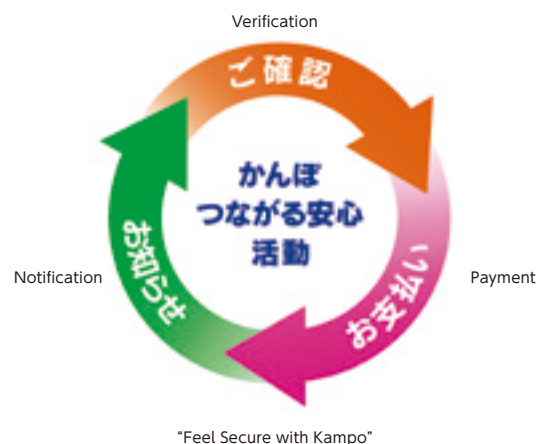 Verification
ご確認
かんぽ
つながる安心
活動
お知らせ
お支払い
Notification
Payment
“Feel Secure with Kampo”